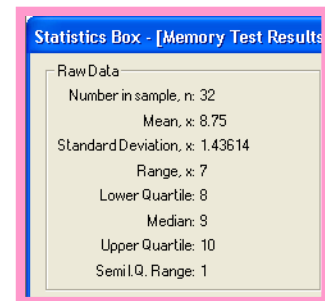 Statistics Box - [Memory Test Results
Raw Data
Number in sample, n: 32
Mean, x: 8.75
Standard Deviation, x: 1.43614
Range, x: 7
Lower Quartile: 8
Median: 9
Upper Quartile: 10
Semi I.Q. Range: 1